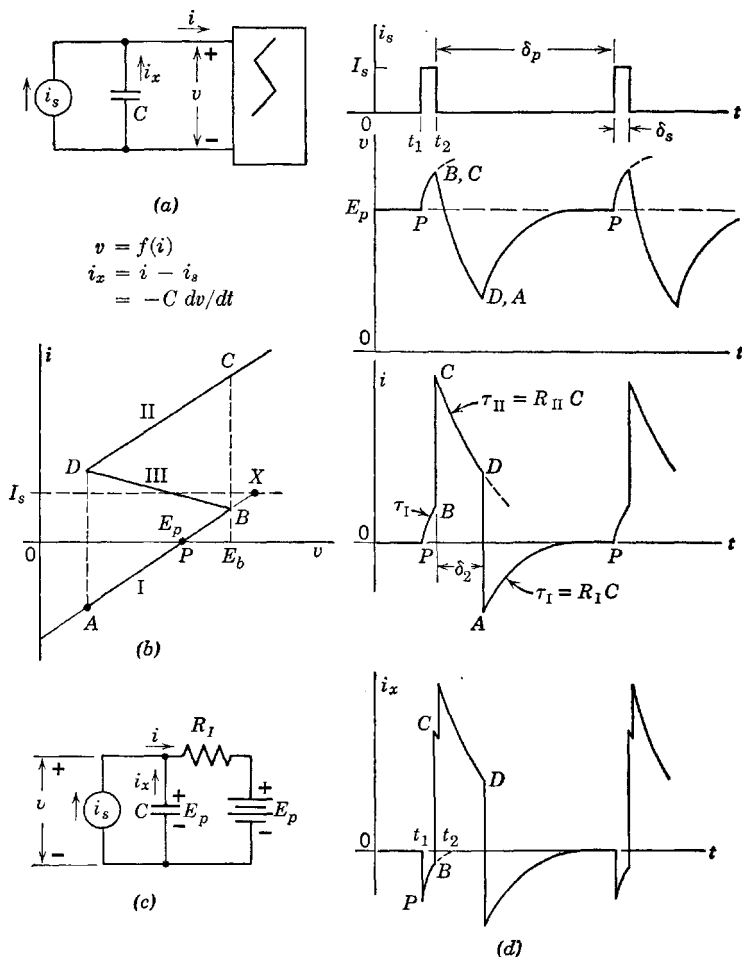 i
+
i_x
i_s
v
C
−
(a)
v = f(i)
i_x = i − i_s
= −C dv/dt
i
C
II
D
III
X
I_s
B
E_p
0
P
E_b
v
I
A
(b)
i
R_I
+
i_x
+
+
v
i_s
C
E_p
E_p
−
−
−
(c)
i_s
δ_p
I_s
0
t
t_1
t_2
δ_s
v
B, C
E_p
P
P
D, A
0
t
i
C
τ_II = R_II C
D
τ_I
B
0
P
P
t
δ_2
τ_I = R_I C
A
i_x
C
D
t_1
t_2
0
t
B
P
(d)